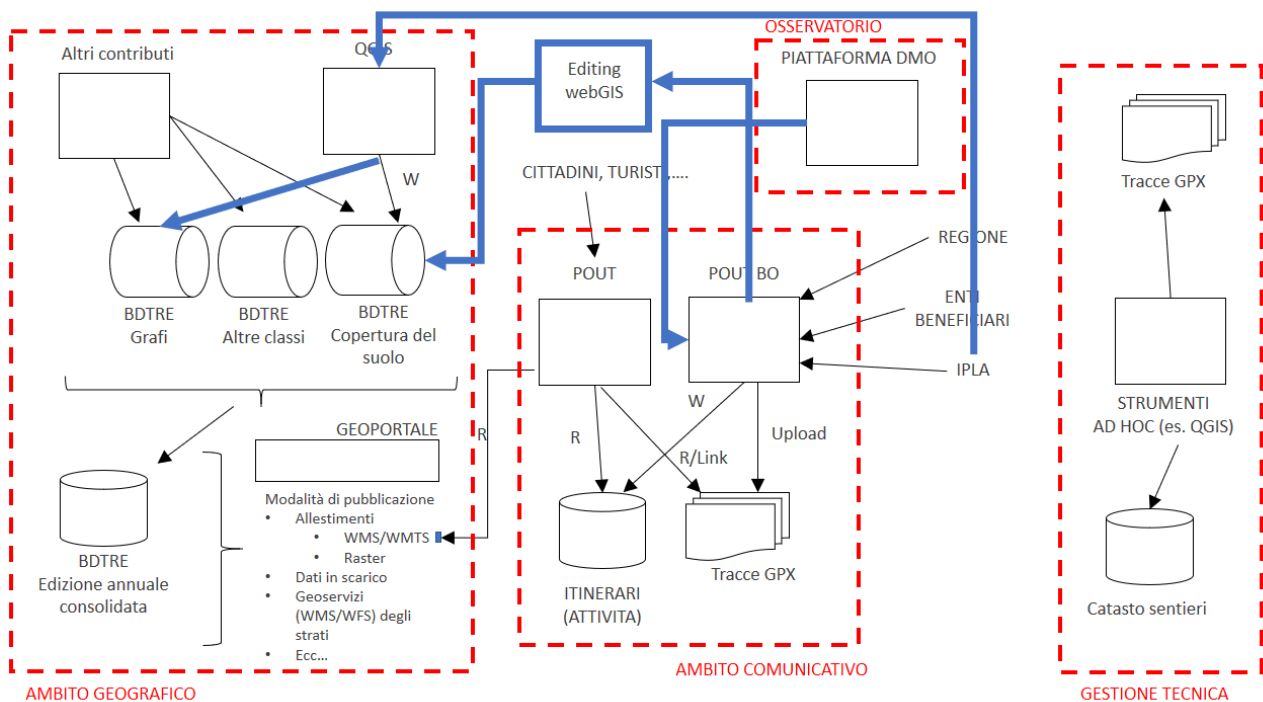 OSSERVATORIO
Altri contributi
QGIS
Editing
webGIS
PIATTAFORMA DMO
W
CITTADINI, TURISTI,....
Tracce GPX
BDTRE
Grafi
BDTRE
Altre classi
BDTRE
Copertura del
suolo
POUT
POUT BO
REGIONE
ENTI
BENEFICIARI
IPLA
STRUMENTI
AD HOC (es. QGIS)
GEOPORTALE
R
R
W
R/Link
Upload
Modalità di pubblicazione
• Allestimenti
• WMS/WMTS
• Raster
• Dati in scarico
• Geoservizi
(WMS/WFS) degli
strati
• Ecc...
BDTRE
Edizione annuale
consolidata
ITINERARI
(ATTIVITA)
Tracce GPX
Catasto sentieri
AMBITO GEOGRAFICO
AMBITO COMUNICATIVO
GESTIONE TECNICA